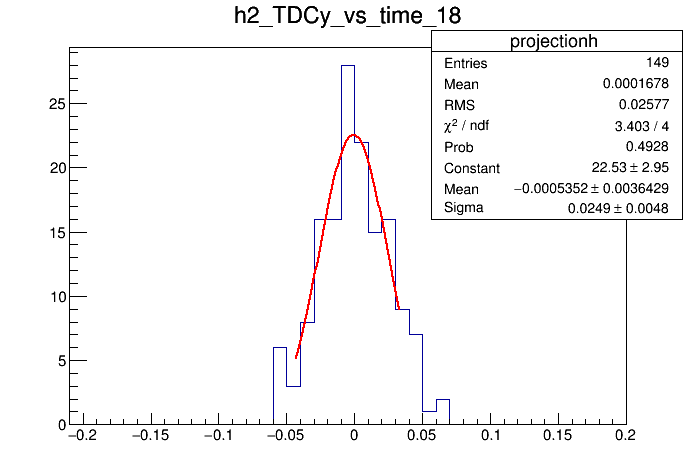 h2_TDCy_vs_time_18
projectionh
Entries 149
Mean 0.0001678
RMS 0.02577
χ² / ndf 3.403 / 4
Prob 0.4928
Constant 22.53 ± 2.95
Mean −0.0005352 ± 0.0036429
Sigma 0.0249 ± 0.0048
25
20
15
10
5
0
−0.2 −0.15 −0.1 −0.05 0 0.05 0.1 0.15 0.2